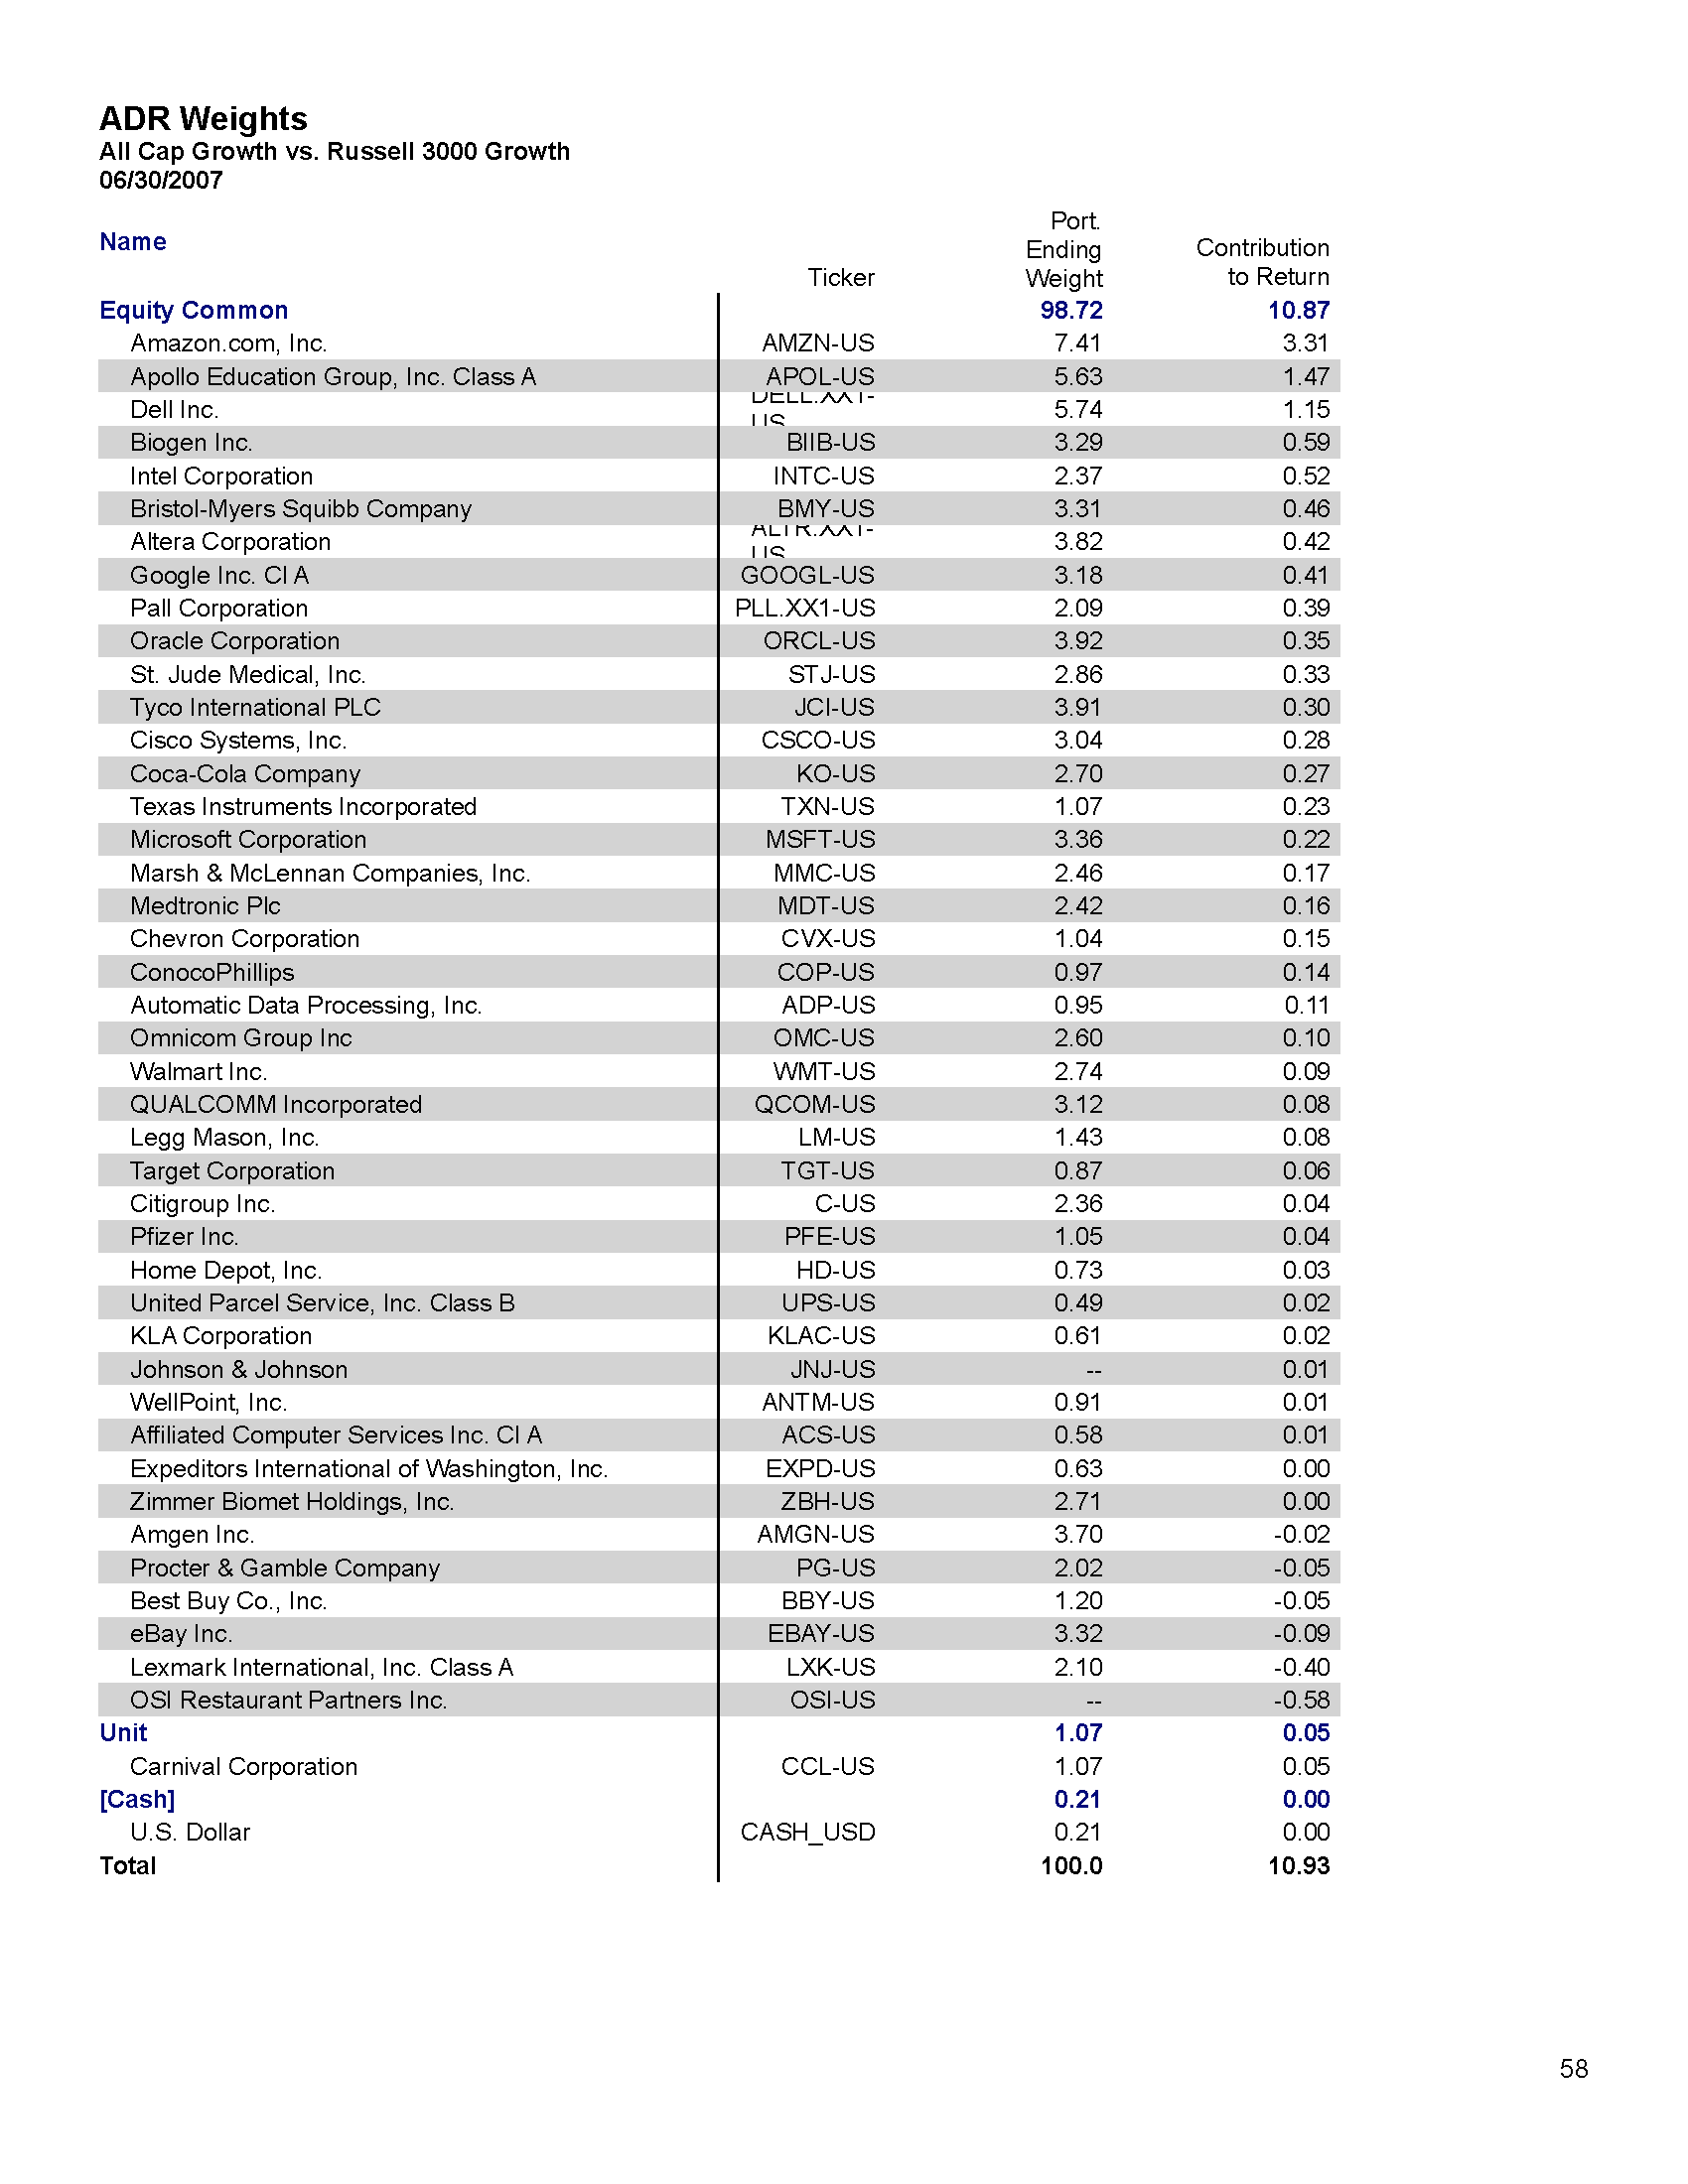 ADR Weights
All Cap Growth vs. Russell 3000 Growth
06/30/2007
Name Ticker Port. Ending Weight Contribution to Return
Equity Common 98.72 10.87
Amazon.com, Inc. AMZN-US 7.41 3.31
Apollo Education Group, Inc. Class A APOL-US 5.63 1.47
Dell Inc. DELL.XX1-US 5.74 1.15
Biogen Inc. BIIB-US 3.29 0.59
Intel Corporation INTC-US 2.37 0.52
Bristol-Myers Squibb Company BMY-US 3.31 0.46
Altera Corporation ALTR.XX1-US 3.82 0.42
Google Inc. Cl A GOOGL-US 3.18 0.41
Pall Corporation PLL.XX1-US 2.09 0.39
Oracle Corporation ORCL-US 3.92 0.35
St. Jude Medical, Inc. STJ-US 2.86 0.33
Tyco International PLC JCI-US 3.91 0.30
Cisco Systems, Inc. CSCO-US 3.04 0.28
Coca-Cola Company KO-US 2.70 0.27
Texas Instruments Incorporated TXN-US 1.07 0.23
Microsoft Corporation MSFT-US 3.36 0.22
Marsh & McLennan Companies, Inc. MMC-US 2.46 0.17
Medtronic Plc MDT-US 2.42 0.16
Chevron Corporation CVX-US 1.04 0.15
ConocoPhillips COP-US 0.97 0.14
Automatic Data Processing, Inc. ADP-US 0.95 0.11
Omnicom Group Inc OMC-US 2.60 0.10
Walmart Inc. WMT-US 2.74 0.09
QUALCOMM Incorporated QCOM-US 3.12 0.08
Legg Mason, Inc. LM-US 1.43 0.08
Target Corporation TGT-US 0.87 0.06
Citigroup Inc. C-US 2.36 0.04
Pfizer Inc. PFE-US 1.05 0.04
Home Depot, Inc. HD-US 0.73 0.03
United Parcel Service, Inc. Class B UPS-US 0.49 0.02
KLA Corporation KLAC-US 0.61 0.02
Johnson & Johnson JNJ-US -- 0.01
WellPoint, Inc. ANTM-US 0.91 0.01
Affiliated Computer Services Inc. Cl A ACS-US 0.58 0.01
Expeditors International of Washington, Inc. EXPD-US 0.63 0.00
Zimmer Biomet Holdings, Inc. ZBH-US 2.71 0.00
Amgen Inc. AMGN-US 3.70 -0.02
Procter & Gamble Company PG-US 2.02 -0.05
Best Buy Co., Inc. BBY-US 1.20 -0.05
eBay Inc. EBAY-US 3.32 -0.09
Lexmark International, Inc. Class A LXK-US 2.10 -0.40
OSI Restaurant Partners Inc. OSI-US -- -0.58
Unit 1.07 0.05
Carnival Corporation CCL-US 1.07 0.05
[Cash] 0.21 0.00
U.S. Dollar CASH_USD 0.21 0.00
Total 100.0 10.93
58